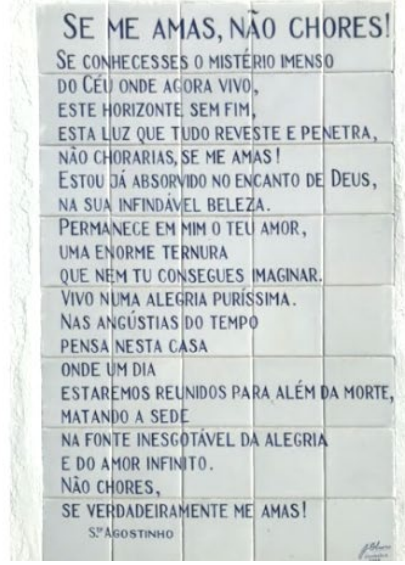 SE ME AMAS, NÃO CHORES!
SE CONHECESSES O MISTÉRIO IMENSO
DO CÉU ONDE AGORA VIVO,
ESTE HORIZONTE SEM FIM,
ESTA LUZ QUE TUDO REVESTE E PENETRA,
NÃO CHORARIAS, SE ME AMAS!
ESTOU JÁ ABSORVIDO NO ENCANTO DE DEUS,
NA SUA INFINDÁVEL BELEZA.
PERMANECE EM MIM O TEU AMOR,
UMA ENORME TERNURA
QUE NEM TU CONSEGUES IMAGINAR.
VIVO NUMA ALEGRIA PURÍSSIMA.
NAS ANGÚSTIAS DO TEMPO
PENSA NESTA CASA
ONDE UM DIA
ESTAREMOS REUNIDOS PARA ALÉM DA MORTE,
MATANDO A SEDE
NA FONTE INESGOTÁVEL DA ALEGRIA
E DO AMOR INFINITO.
NÃO CHORES,
SE VERDADEIRAMENTE ME AMAS!
S.TO AGOSTINHO